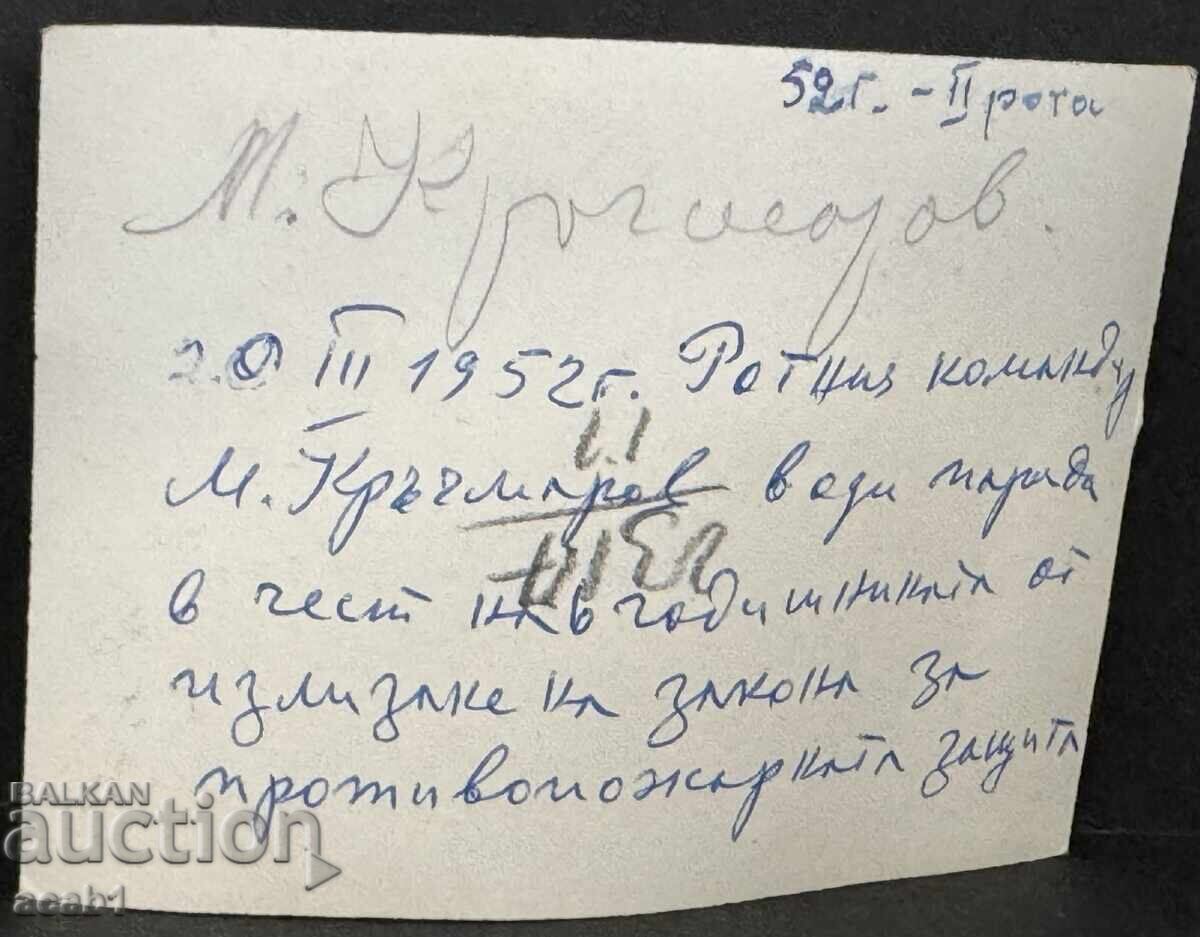 52г. - II рота
М. Кръчмаров.
20 III 1952г. Ротния командир
М. Кръчмаров води парада
в чест на годишнината от
излизане на закона за
противопожарната защита
BALKAN
auction
acab1